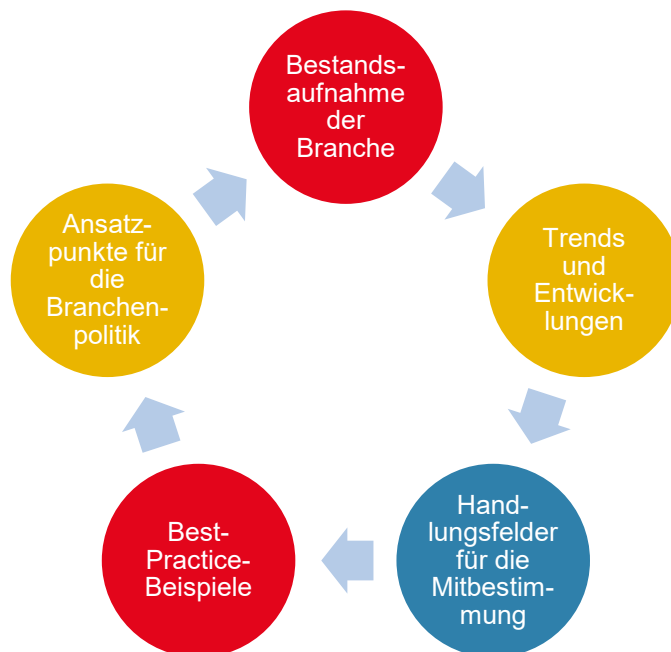 Bestands-
aufnahme
der
Branche
Trends
und
Entwick-
lungen
Hand-
lungsfelder
für die
Mitbestim-
mung
Best-
Practice-
Beispiele
Ansatz-
punkte für
die
Branchen-
politik